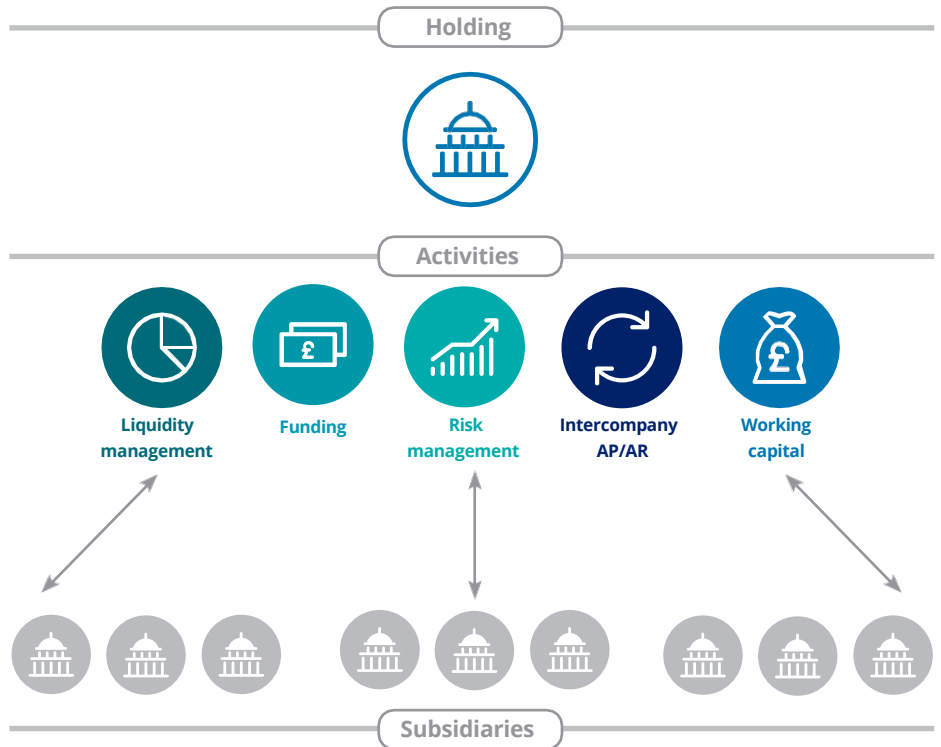 Holding
Activities
£
£
Liquidity
management
Funding
Risk
management
Intercompany
AP/AR
Working
capital
Subsidiaries